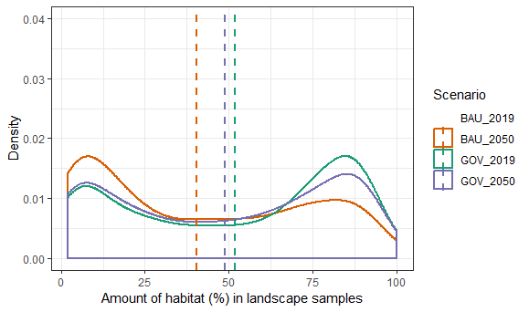 0.04
0.03
0.02
0.01
0.00
Density
0
25
50
75
100
Amount of habitat (%) in landscape samples
Scenario
BAU_2019
BAU_2050
GOV_2019
GOV_2050